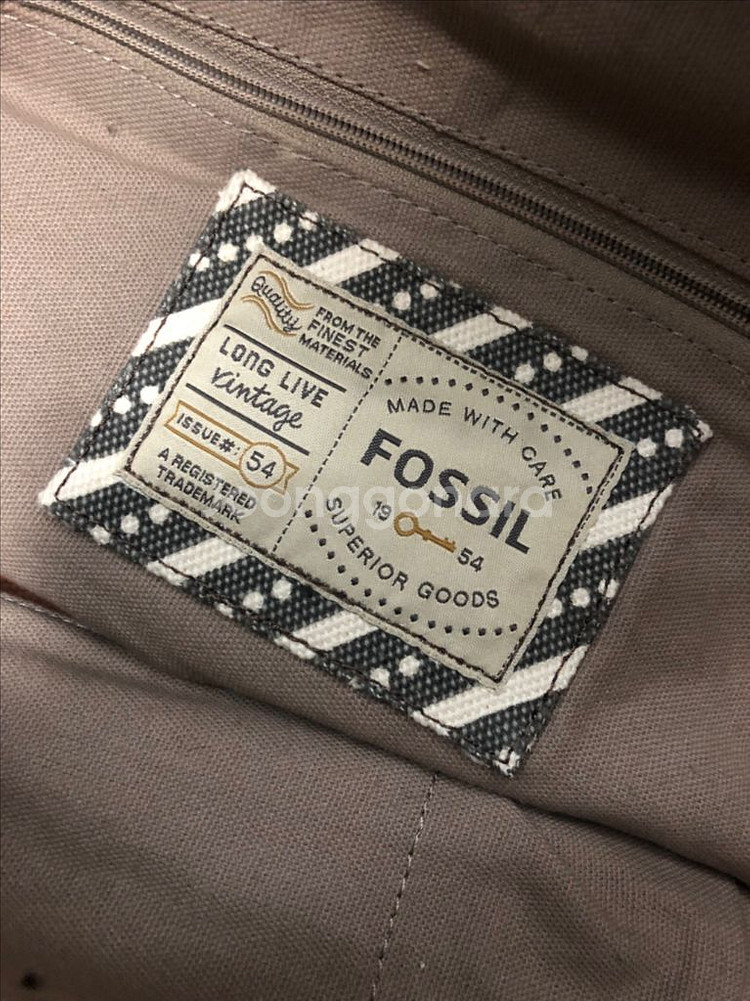 Quality
FROM THE
FINEST
MATERIALS
LONG LIVE
vintage
ISSUE#: 54
A REGISTERED
TRADEMARK
MADE WITH CARE
FOSSIL
19 54
SUPERIOR GOODS